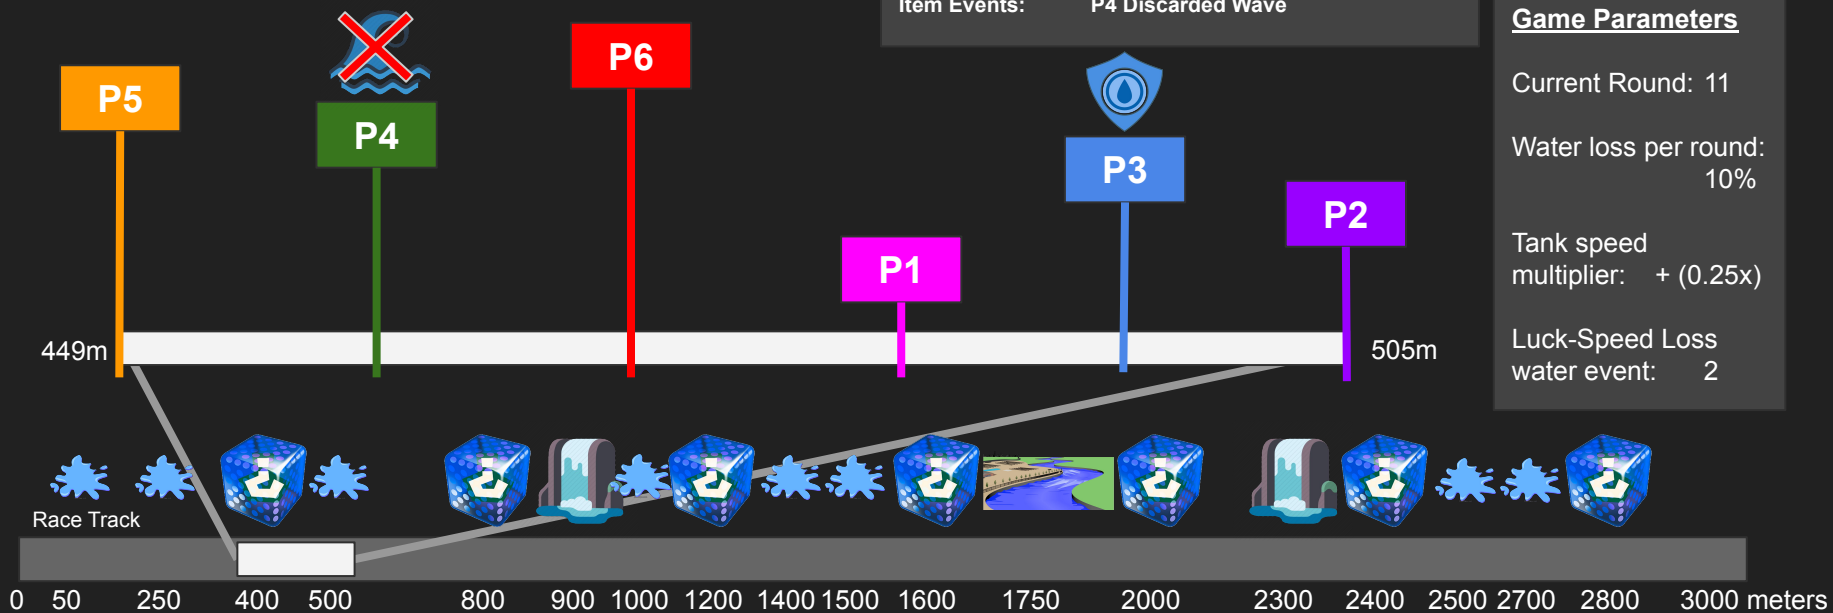 Item Events: P4 Discarded Wave
Game Parameters
Current Round: 11
Water loss per round:
10%
Tank speed
multiplier: + (0.25x)
Luck-Speed Loss
water event: 2
P5
P4
P6
P1
P3
P2
449m
505m
Race Track
0 50 250 400 500 800 900 1000 1200 1400 1500 1600 1750 2000 2300 2400 2500 2700 2800 3000 meters